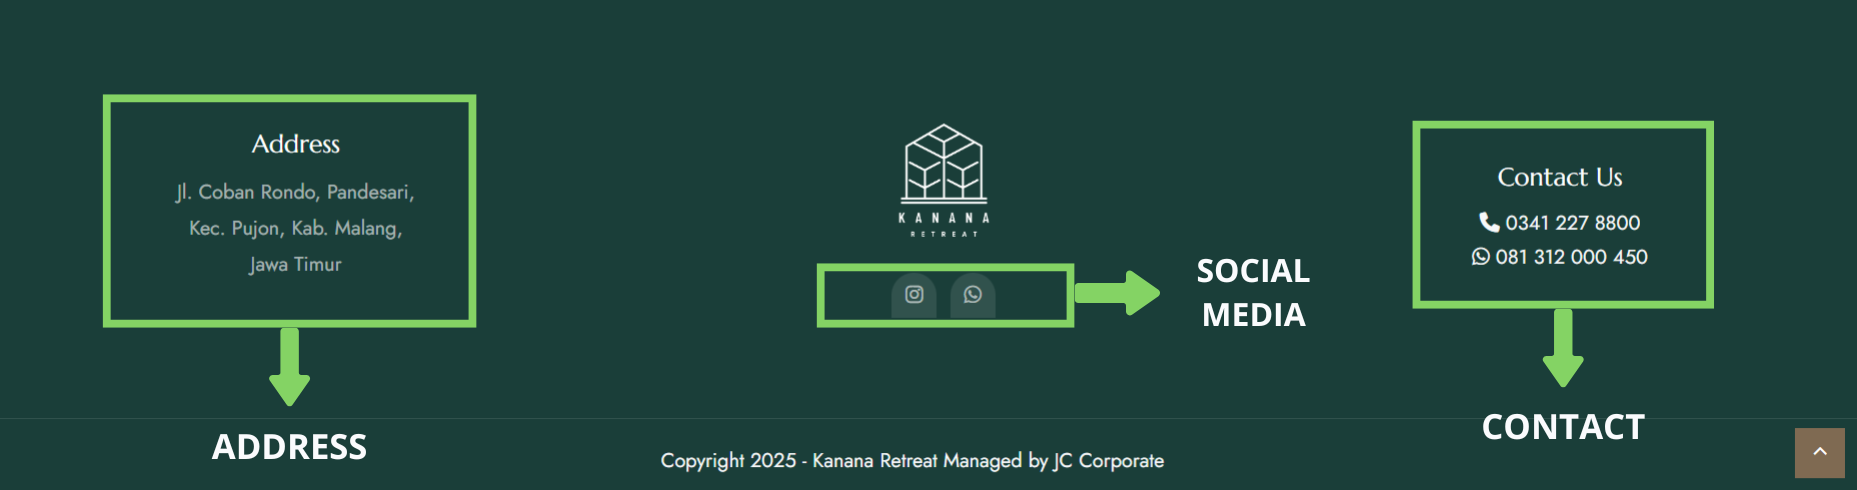 Address
Jl. Coban Rondo, Pandesari,
Kec. Pujon, Kab. Malang,
Jawa Timur
ADDRESS
KANANA
RETREAT
SOCIAL
MEDIA
Contact Us
0341 227 8800
081 312 000 450
CONTACT
Copyright 2025 - Kanana Retreat Managed by JC Corporate